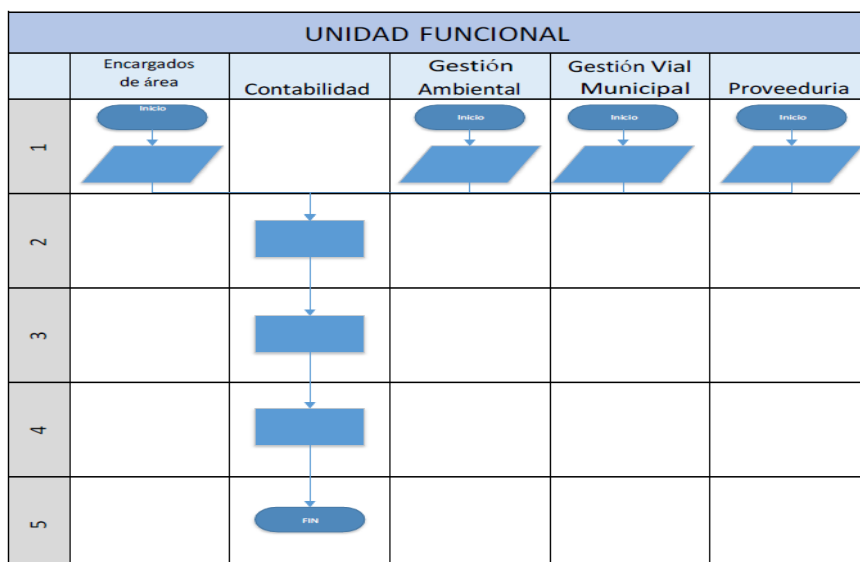 UNIDAD FUNCIONAL
Encargados
de área
Contabilidad
Gestión
Ambiental
Gestión Vial
Municipal
Proveeduria
1
Inicio
Inicio
Inicio
Inicio
2
3
4
5
FIN